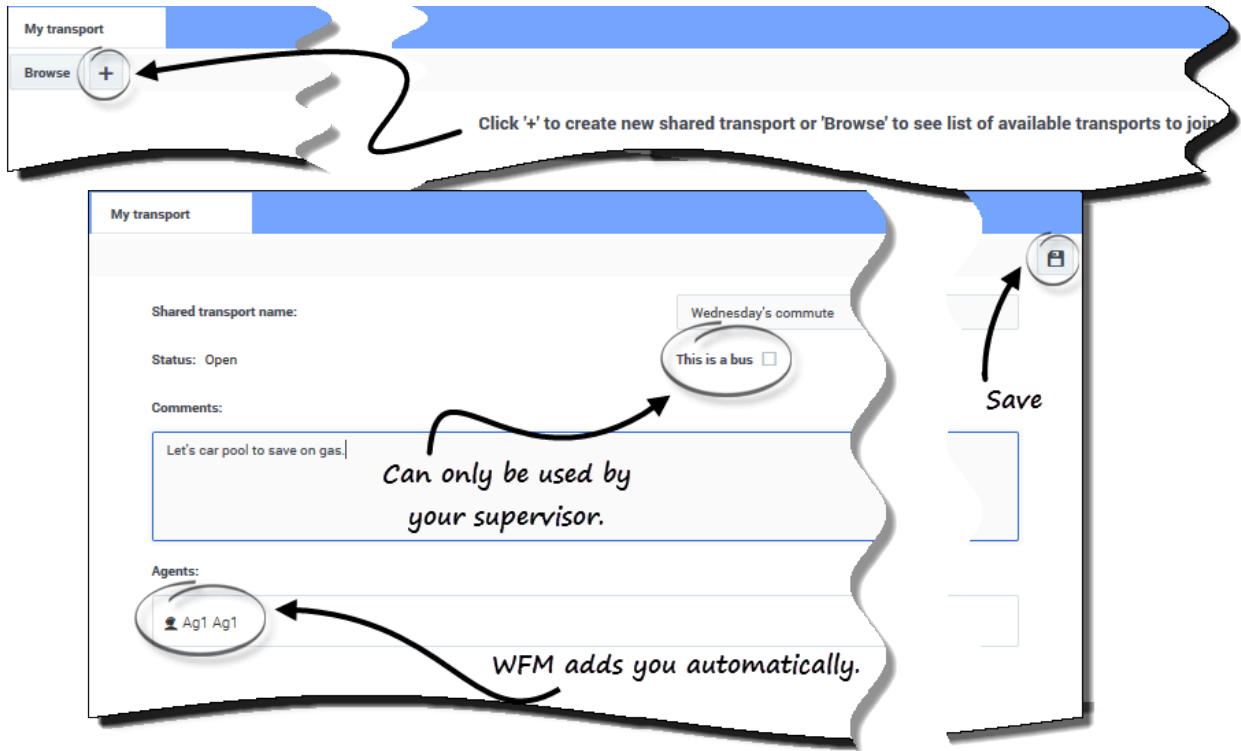 My transport
Browse +
Click '+' to create new shared transport or 'Browse' to see list of available transports to join
My transport
Shared transport name: Wednesday's commute
Status: Open This is a bus
Save
Comments:
Let's car pool to save on gas.
Can only be used by
your supervisor.
Agents:
Ag1 Ag1
WFM adds you automatically.